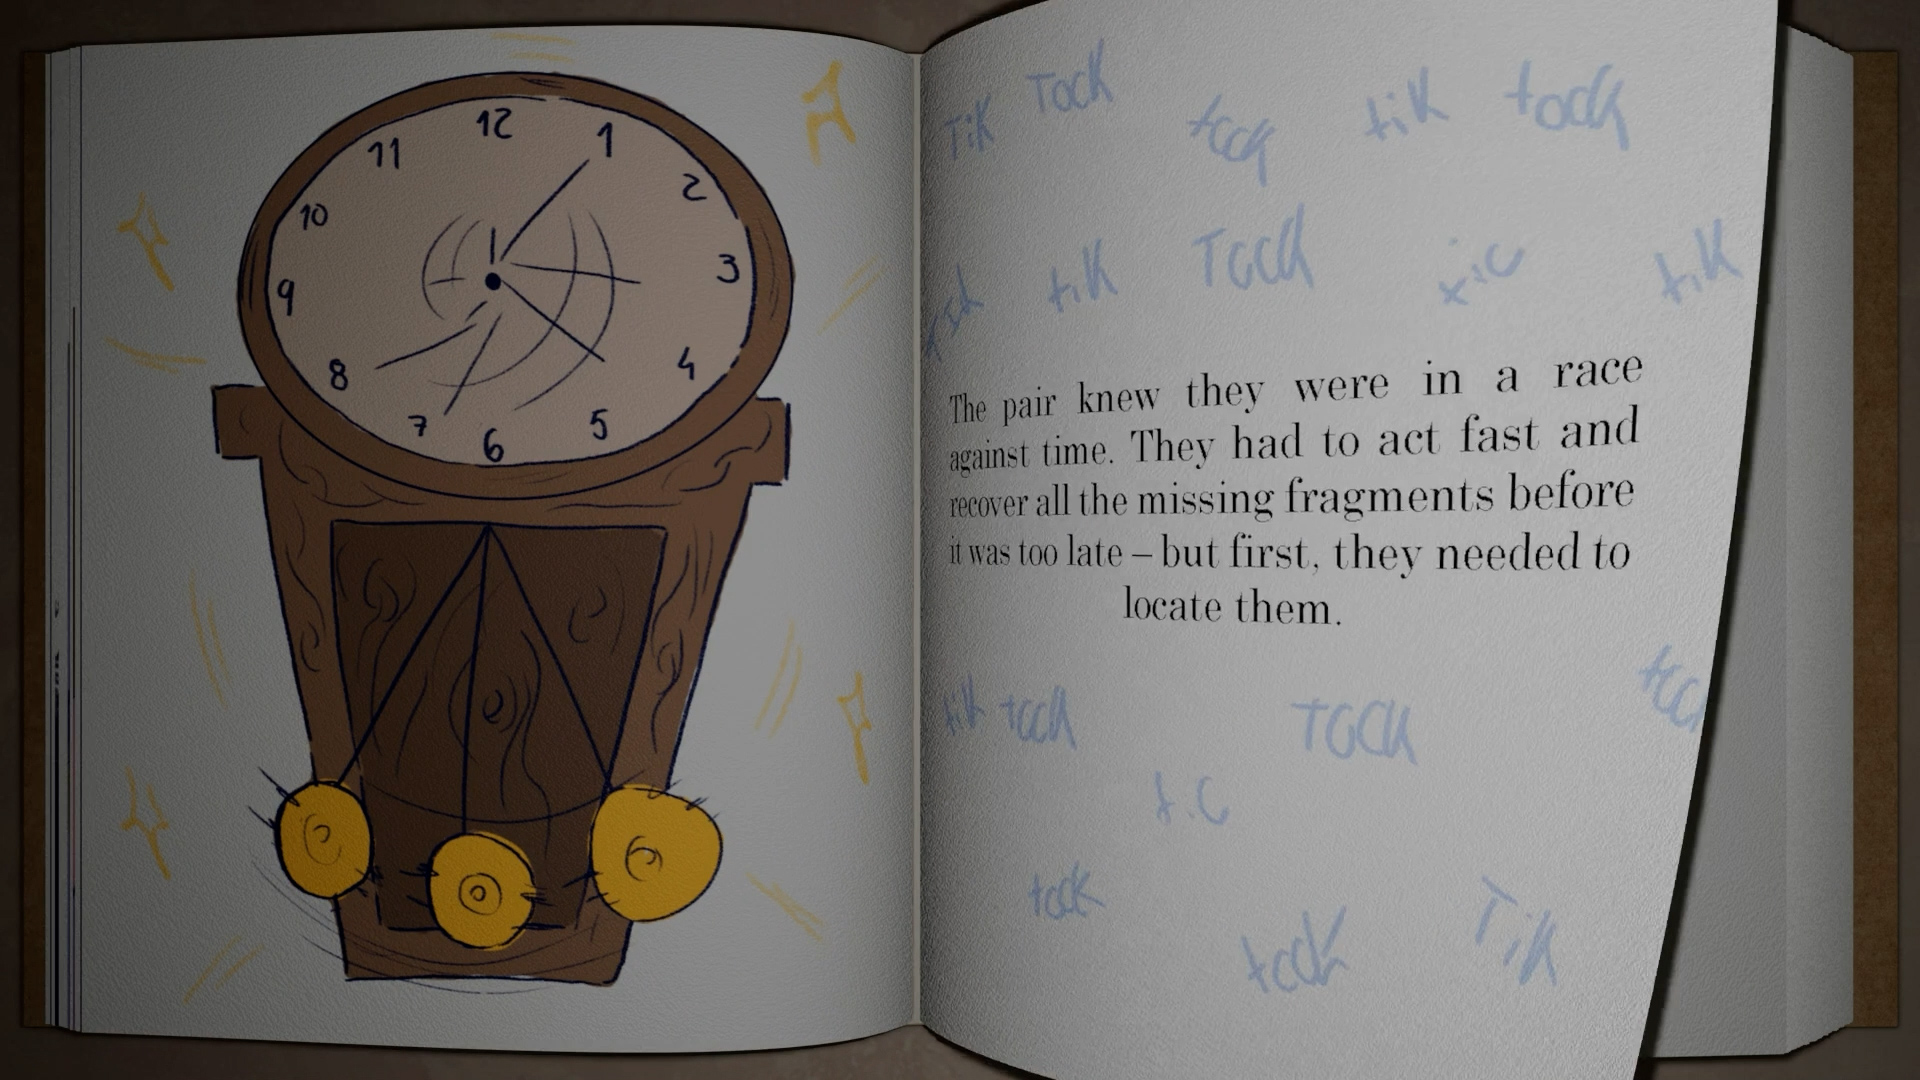 12
11
1
10
2
9
3
8
4
7
5
6
Tik Tock tock tik tock
tik Tock tic tik
The pair knew they were in a race
against time. They had to act fast and
recover all the missing fragments before
it was too late – but first, they needed to
locate them.
tik tock Tock
tock
tock Tik